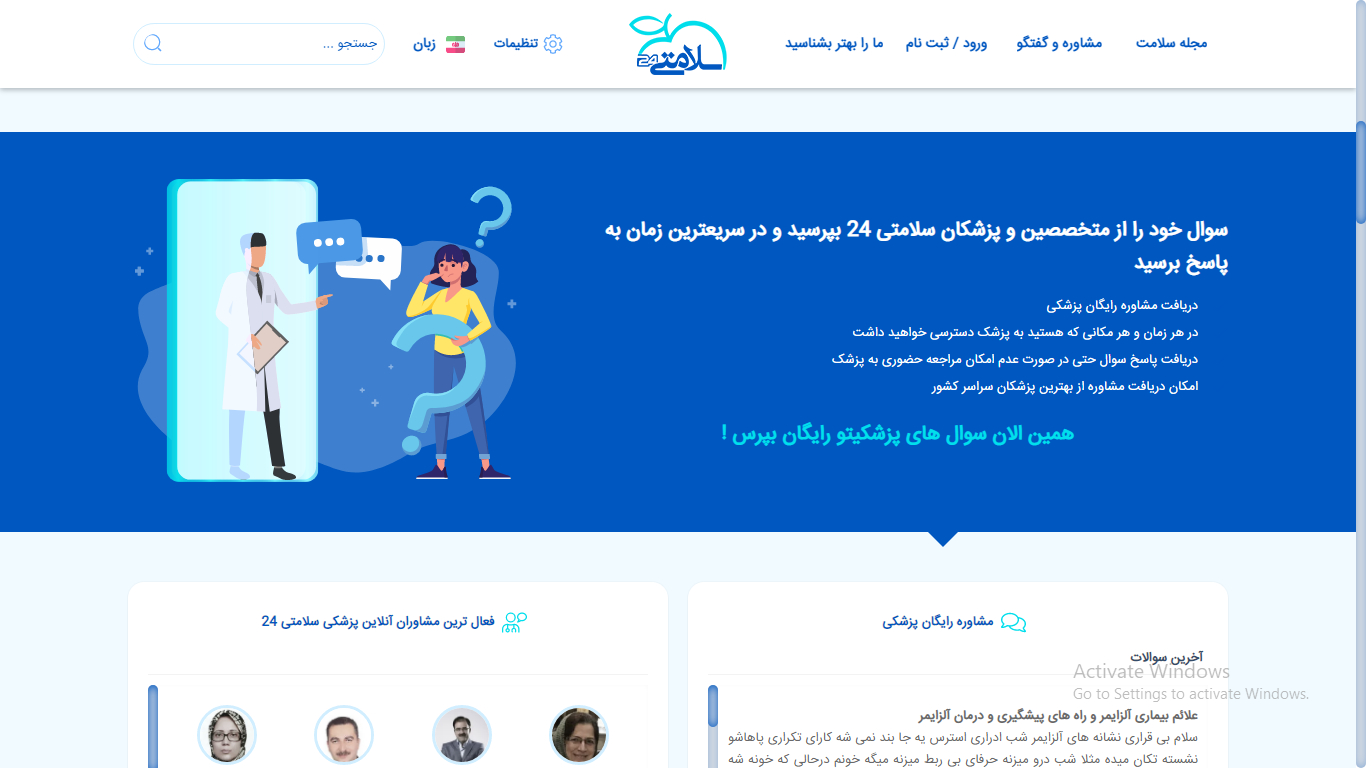 مجله سلامت
مشاوره و گفتگو
ورود / ثبت نام
ما را بهتر بشناسید
سلامتی 24
تنظیمات
زبان
جستجو ...
سوال خود را از متخصصین و پزشکان سلامتی 24 بپرسید و در سریعترین زمان به
پاسخ برسید
دریافت مشاوره رایگان پزشکی
در هر زمان و هر مکانی که هستید به پزشک دسترسی خواهید داشت
دریافت پاسخ سوال حتی در صورت عدم امکان مراجعه حضوری به پزشک
امکان دریافت مشاوره از بهترین پزشکان سراسر کشور
همین الان سوال های پزشکیتو رایگان بپرس !
مشاوره رایگان پزشکی
آخرین سوالات
علائم بیماری آلزایمر و راه های پیشگیری و درمان آلزایمر
سلام بی قراری نشانه های آلزایمر شب ادراری استرس یه جا بند نمی شه کارای تکراری پاهاشو
نشسته تکان میده مثلا شب درو میزنه حرفای بی ربط میزنه میگه خونم درحالی که خونه شه
فعال ترین مشاوران آنلاین پزشکی سلامتی 24
Activate Windows
Go to Settings to activate Windows.